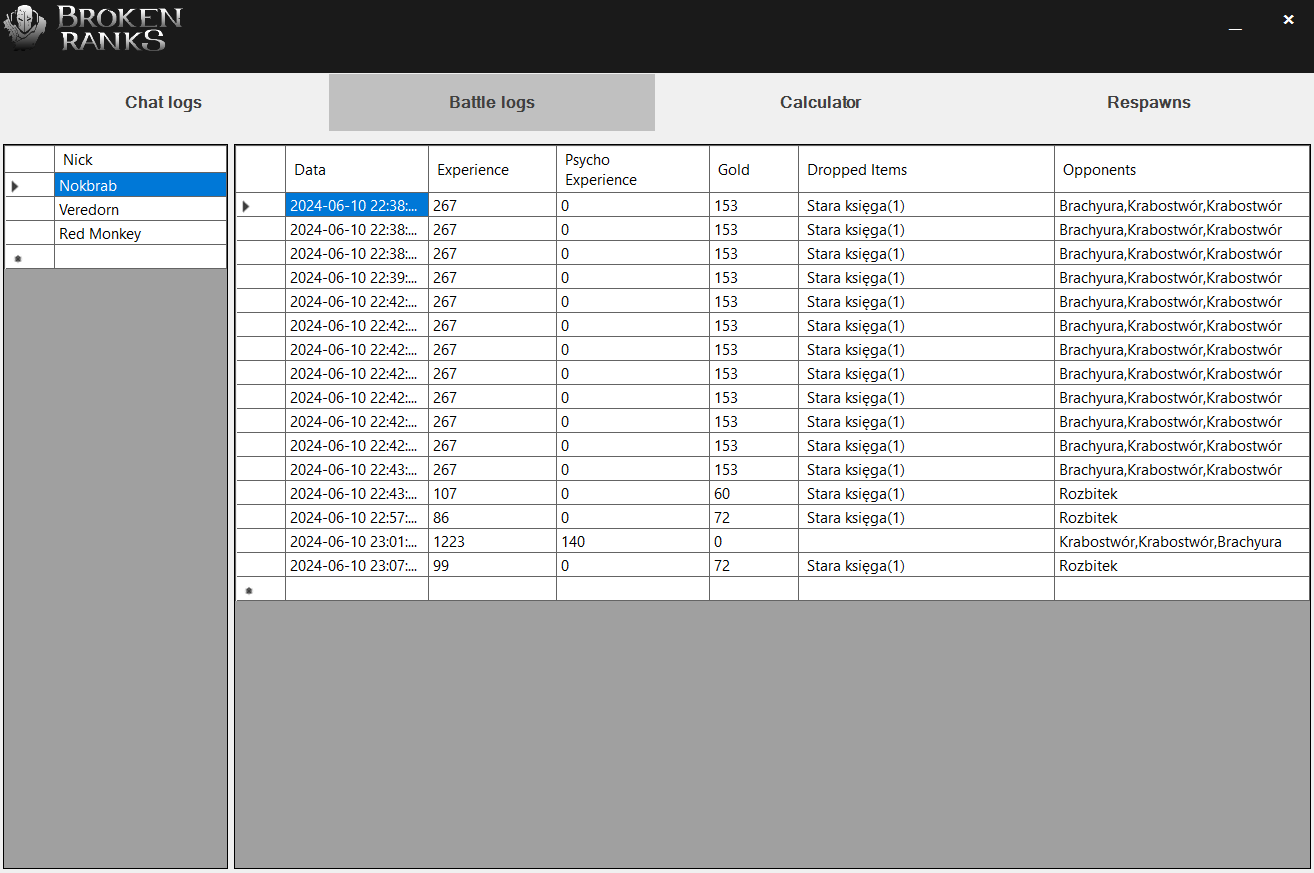 BROKEN
RANKS
Chat logs Battle logs Calculator Respawns
Nick
Nokbrab
Veredorn
Red Monkey
Data Experience Psycho Experience Gold Dropped Items Opponents
2024-06-10 22:38:... 267 0 153 Stara księga(1) Brachyura,Krabostwór,Krabostwór
2024-06-10 22:38:... 267 0 153 Stara księga(1) Brachyura,Krabostwór,Krabostwór
2024-06-10 22:38:... 267 0 153 Stara księga(1) Brachyura,Krabostwór,Krabostwór
2024-06-10 22:39:... 267 0 153 Stara księga(1) Brachyura,Krabostwór,Krabostwór
2024-06-10 22:42:... 267 0 153 Stara księga(1) Brachyura,Krabostwór,Krabostwór
2024-06-10 22:42:... 267 0 153 Stara księga(1) Brachyura,Krabostwór,Krabostwór
2024-06-10 22:42:... 267 0 153 Stara księga(1) Brachyura,Krabostwór,Krabostwór
2024-06-10 22:42:... 267 0 153 Stara księga(1) Brachyura,Krabostwór,Krabostwór
2024-06-10 22:42:... 267 0 153 Stara księga(1) Brachyura,Krabostwór,Krabostwór
2024-06-10 22:42:... 267 0 153 Stara księga(1) Brachyura,Krabostwór,Krabostwór
2024-06-10 22:42:... 267 0 153 Stara księga(1) Brachyura,Krabostwór,Krabostwór
2024-06-10 22:43:... 267 0 153 Stara księga(1) Brachyura,Krabostwór,Krabostwór
2024-06-10 22:43:... 107 0 60 Stara księga(1) Rozbitek
2024-06-10 22:57:... 86 0 72 Stara księga(1) Rozbitek
2024-06-10 23:01:... 1223 140 0 Krabostwór,Krabostwór,Brachyura
2024-06-10 23:07:... 99 0 72 Stara księga(1) Rozbitek